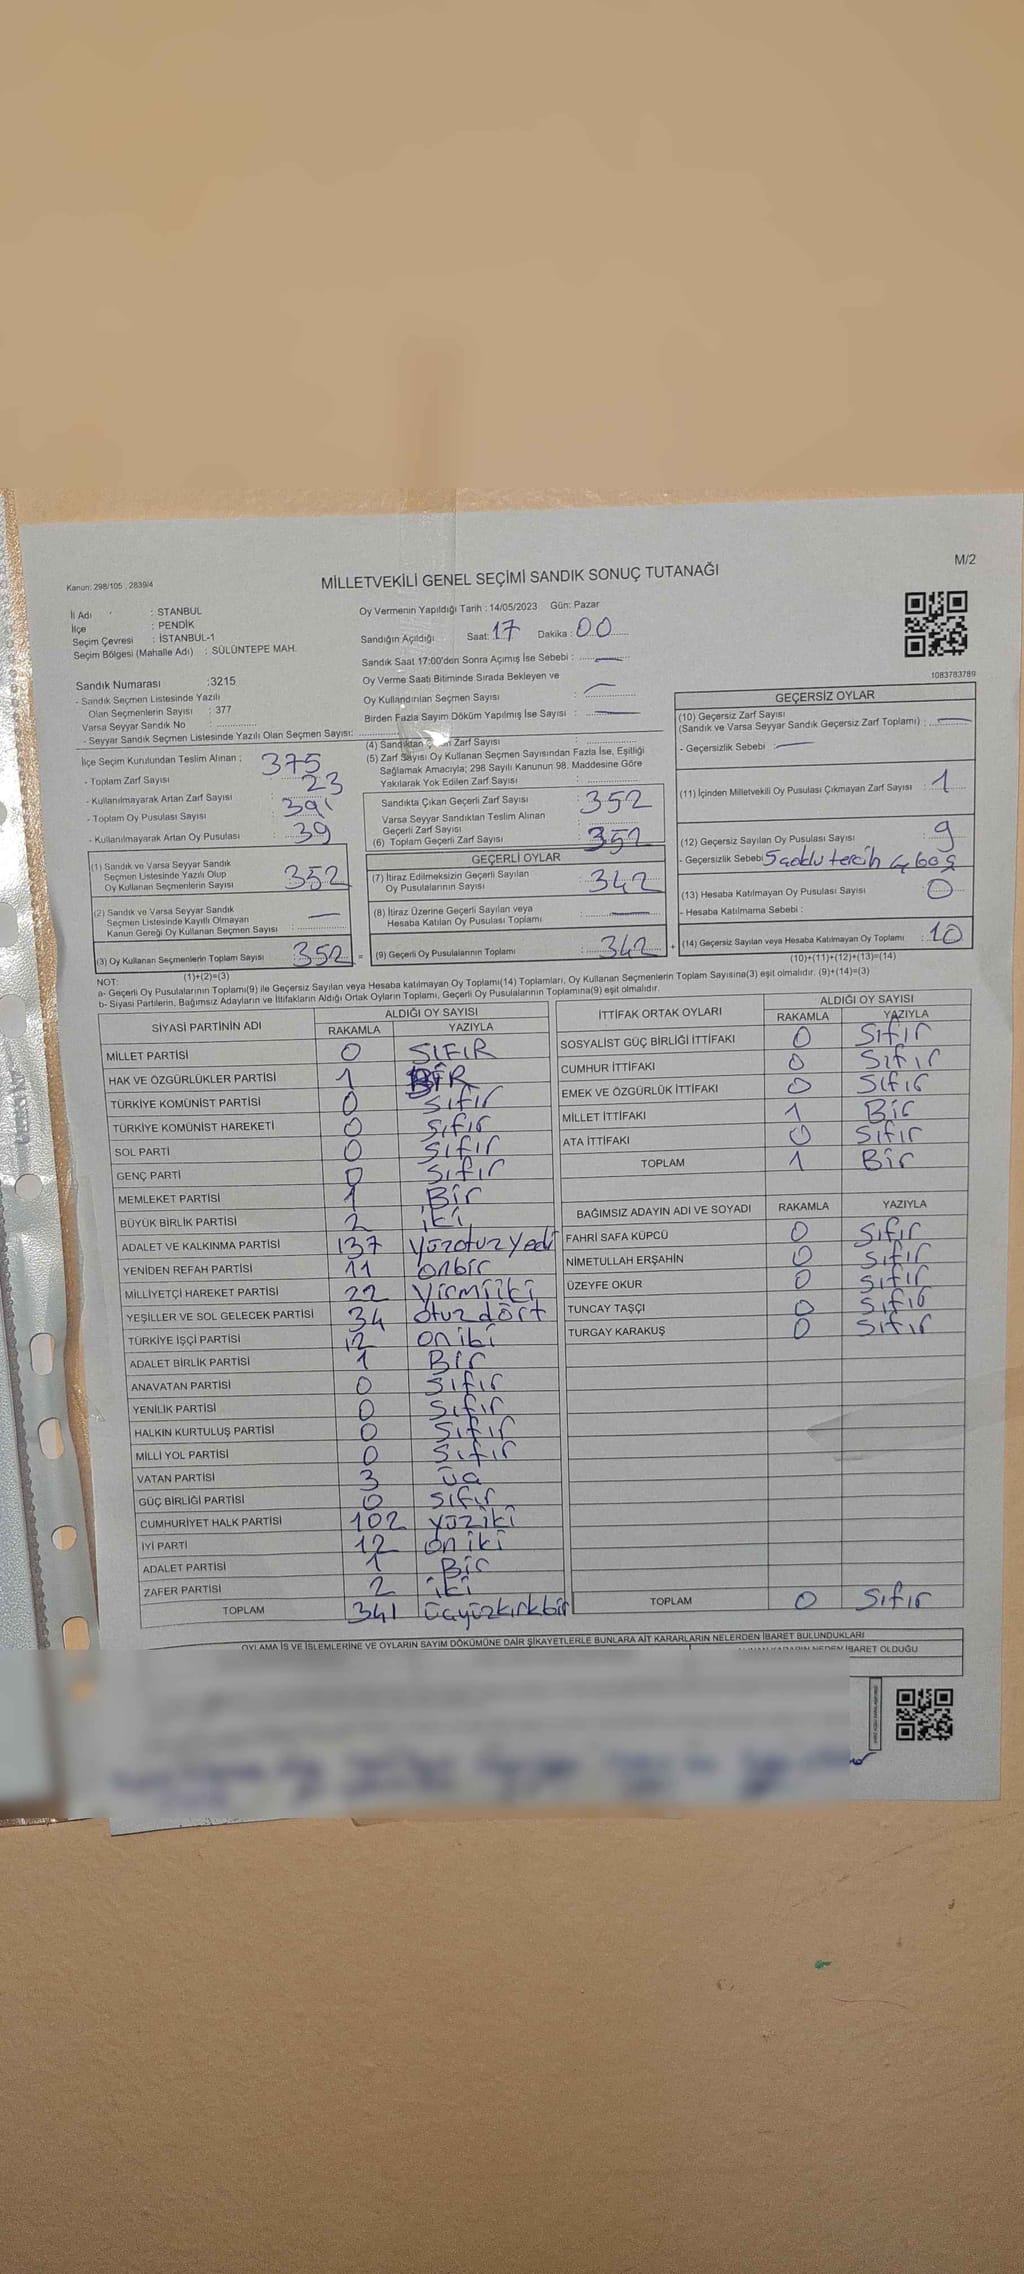 M/2
Kanun: 298/105 , 2839/4
MİLLETVEKİLİ GENEL SEÇİMİ SANDIK SONUÇ TUTANAĞI
İl Adı : STANBUL
İlçe : PENDİK
Seçim Çevresi : İSTANBUL-1
Seçim Bölgesi (Mahalle Adı) : SÜLÜNTEPE MAH.
Sandık Numarası :3215
- Sandık Seçmen Listesinde Yazılı
Olan Seçmenlerin Sayısı : 377
Varsa Seyyar Sandık No :
- Seyyar Sandık Seçmen Listesinde Yazılı Olan Seçmen Sayısı:
Oy Vermenin Yapıldığı Tarih : 14/05/2023 Gün: Pazar
Sandığın Açıldığı Saat: 17 Dakika : 00
Sandık Saat 17:00'den Sonra Açımış İse Sebebi : —
Oy Verme Saati Bitiminde Sırada Bekleyen ve
Oy Kullandırılan Seçmen Sayısı : —
Birden Fazla Sayım Döküm Yapılmış İse Sayısı : —
1083783789
İlçe Seçim Kurulundan Teslim Alınan ;
- Toplam Zarf Sayısı : 375
- Kullanılmayarak Artan Zarf Sayısı : 23
- Toplam Oy Pusulası Sayısı : 391
- Kullanılmayarak Artan Oy Pusulası : 39
(1) Sandık ve Varsa Seyyar Sandık
Seçmen Listesinde Yazılı Olup
Oy Kullanan Seçmenlerin Sayısı : 352
(2) Sandık ve Varsa Seyyar Sandık
Seçmen Listesinde Kayıtlı Olmayan
Kanun Gereği Oy Kullanan Seçmen Sayısı : —
(3) Oy Kullanan Seçmenlerin Toplam Sayısı : 352
(1)+(2)=(3)
(4) Sandıktan Zarf Sayısı :
(5) Zarf Sayısı Oy Kullanan Seçmen Sayısından Fazla İse, Eşitliği
Sağlamak Amacıyla; 298 Sayılı Kanunun 98. Maddesine Göre
Yakılarak Yok Edilen Zarf Sayısı :
Sandıkta Çıkan Geçerli Zarf Sayısı : 352
Varsa Seyyar Sandıktan Teslim Alınan
Geçerli Zarf Sayısı :
(6) Toplam Geçerli Zarf Sayısı : 352
GEÇERLİ OYLAR
(7) İtiraz Edilmeksizin Geçerli Sayılan
Oy Pusulalarının Sayısı : 342
(8) İtiraz Üzerine Geçerli Sayılan veya
Hesaba Katılan Oy Pusulası Toplamı : —
(9) Geçerli Oy Pusulalarının Toplamı : 342
GEÇERSİZ OYLAR
(10) Geçersiz Zarf Sayısı
(Sandık ve Varsa Seyyar Sandık Geçersiz Zarf Toplamı) : —
- Geçersizlik Sebebi : —
(11) İçinden Milletvekili Oy Pusulası Çıkmayan Zarf Sayısı : 1
(12) Geçersiz Sayılan Oy Pusulası Sayısı : 9
- Geçersizlik Sebebi: tercih boş
(13) Hesaba Katılmayan Oy Pusulası Sayısı : 0
- Hesaba Katılmama Sebebi :
(14) Geçersiz Sayılan veya Hesaba Katılmayan Oy Toplamı : 10
(10)+(11)+(12)+(13)=(14)
NOT:
a- Geçerli Oy Pusulalarının Toplamı(9) ile Geçersiz Sayılan veya Hesaba katılmayan Oy Toplamı(14) Toplamları, Oy Kullanan Seçmenlerin Toplam Sayısına(3) eşit olmalıdır. (9)+(14)=(3)
b- Siyasi Partilerin, Bağımsız Adayların ve İttifakların Aldığı Ortak Oyların Toplamı, Geçerli Oy Pusulalarının Toplamına(9) eşit olmalıdır.
SİYASİ PARTİNİN ADI ALDIĞI OY SAYISI
RAKAMLA YAZIYLA
MİLLET PARTİSİ 0 SIFIR
HAK VE ÖZGÜRLÜKLER PARTİSİ 1 BİR
TÜRKİYE KOMÜNİST PARTİSİ 0 sıfır
TÜRKİYE KOMÜNİST HAREKETİ 0 sıfır
SOL PARTİ 0 sıfır
GENÇ PARTİ 0 sıfır
MEMLEKET PARTİSİ 1 Bir
BÜYÜK BİRLİK PARTİSİ 2 iki
ADALET VE KALKINMA PARTİSİ 137 yüzotuzyedi
YENİDEN REFAH PARTİSİ 11 onbir
MİLLİYETÇİ HAREKET PARTİSİ 22 Yirmiiki
YEŞİLLER VE SOL GELECEK PARTİSİ 34 otuzdört
TÜRKİYE İŞÇİ PARTİSİ 12 oniki
ADALET BİRLİK PARTİSİ 1 Bir
ANAVATAN PARTİSİ 0 sıfır
YENİLİK PARTİSİ 0 sıfır
HALKIN KURTULUŞ PARTİSİ 0 sıfır
MİLLİ YOL PARTİSİ 0 sıfır
VATAN PARTİSİ 3 üç
GÜÇ BİRLİĞİ PARTİSİ 0 sıfır
CUMHURİYET HALK PARTİSİ 102 yüziki
İYİ PARTİ 12 oniki
ADALET PARTİSİ 1 Bir
ZAFER PARTİSİ 2 iki
TOPLAM 341 üçyüzkırkbir
İTTİFAK ORTAK OYLARI ALDIĞI OY SAYISI
RAKAMLA YAZIYLA
SOSYALİST GÜÇ BİRLİĞİ İTTİFAKI 0 Sıfır
CUMHUR İTTİFAKI 0 Sıfır
EMEK VE ÖZGÜRLÜK İTTİFAKI 0 Sıfır
MİLLET İTTİFAKI 1 Bir
ATA İTTİFAKI 0 Sıfır
TOPLAM 1 Bir
BAĞIMSIZ ADAYIN ADI VE SOYADI RAKAMLA YAZIYLA
FAHRİ SAFA KÜPCÜ 0 Sıfır
NİMETULLAH ERŞAHİN 0 Sıfır
ÜZEYFE OKUR 0 Sıfır
TUNCAY TAŞÇI 0 Sıfır
TURGAY KARAKUŞ 0 Sıfır
TOPLAM 0 Sıfır
OYLAMA İŞ VE İŞLEMLERİNE VE OYLARIN SAYIM DÖKÜMÜNE DAİR ŞİKAYETLERLE BUNLARA AİT KARARLARIN NELERDEN İBARET BULUNDUKLARI
KARARIN NEDEN İBARET OLDUĞU